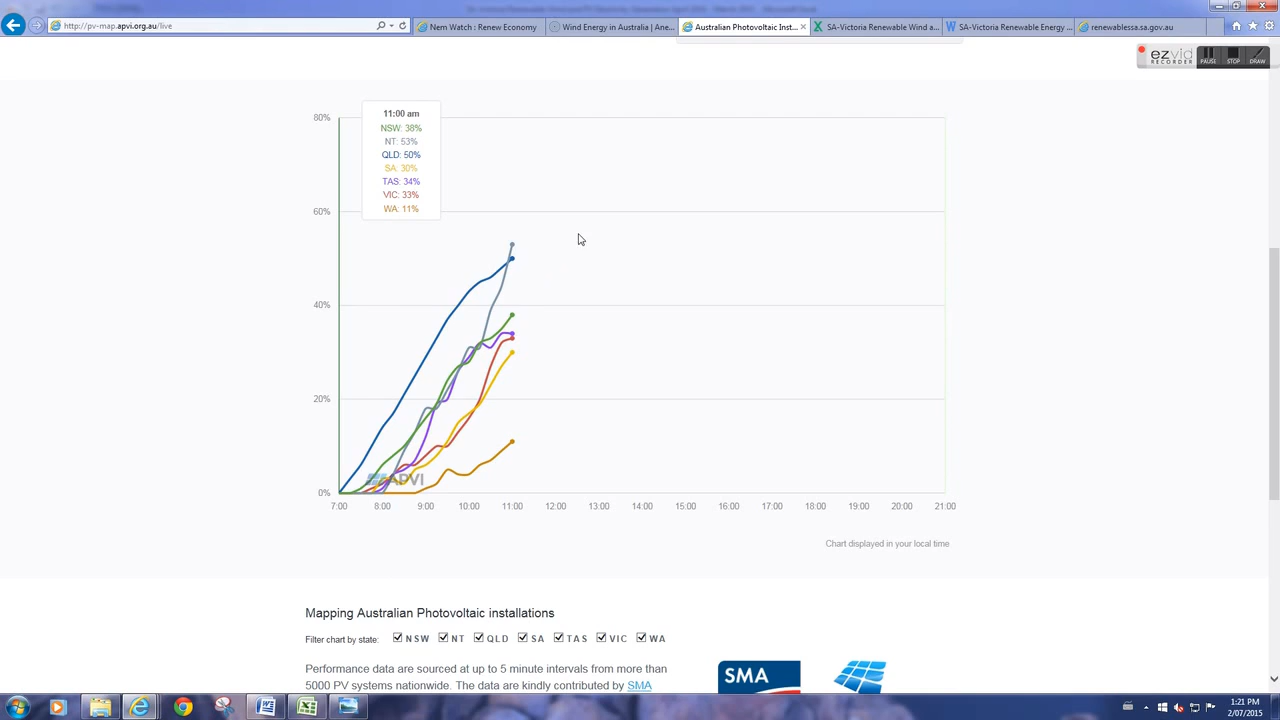 http://pv-map.apvi.org.au/live
Nem Watch : Renew Economy
Wind Energy in Australia | Ane...
Australian Photovoltaic Inst...
SA-Victoria Renewable Wind a...
SA-Victoria Renewable Energy ...
renewablessa.sa.gov.au
ezvid
RECORDER
PAUSE
STOP
DRAW
11:00 am
NSW: 38%
NT: 53%
QLD: 50%
SA: 30%
TAS: 34%
VIC: 33%
WA: 11%
80%
60%
40%
20%
0%
APVI
7:00 8:00 9:00 10:00 11:00 12:00 13:00 14:00 15:00 16:00 17:00 18:00 19:00 20:00 21:00
Chart displayed in your local time
Mapping Australian Photovoltaic installations
Filter chart by state: NSW NT QLD SA TAS VIC WA
Performance data are sourced at up to 5 minute intervals from more than
5000 PV systems nationwide. The data are kindly contributed by SMA
SMA
1:21 PM
2/07/2015